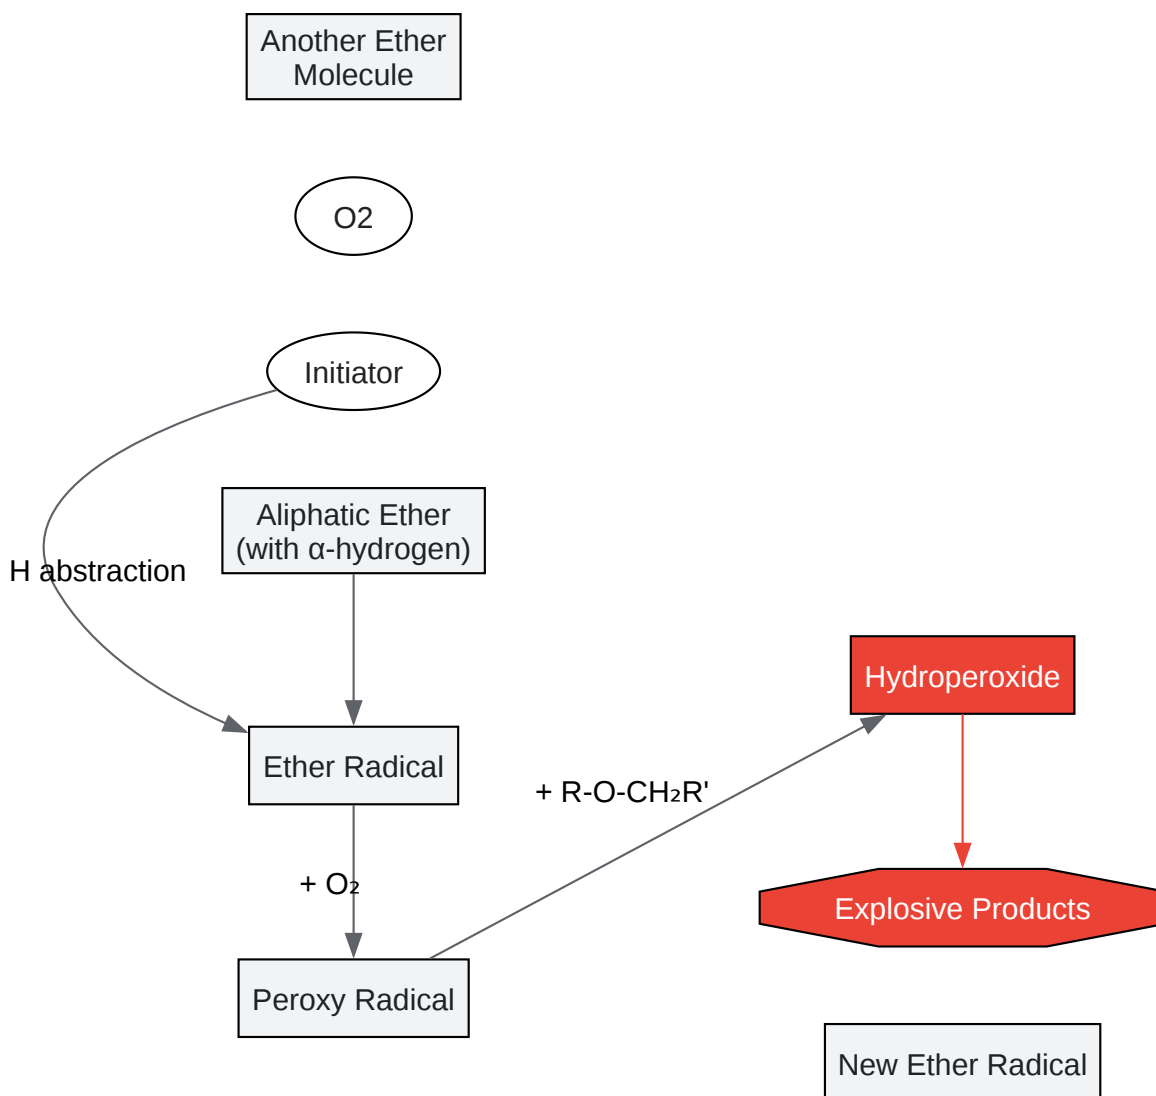 Another Ether
Molecule
O2
Initiator
Aliphatic Ether
(with α-hydrogen)
H abstraction
Hydroperoxide
Ether Radical
+ R-O-CH₂R'
+ O₂
Explosive Products
Peroxy Radical
New Ether Radical